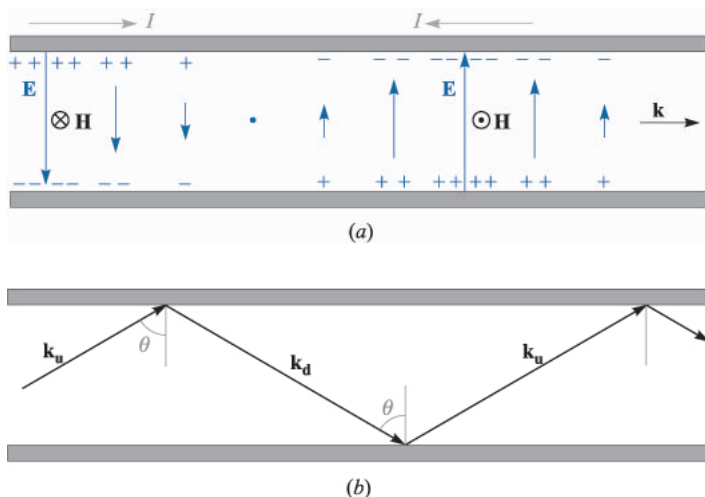 I I
+ + + + + + + − − −− −− − − −
E E
⊗ H ⊙ H k
− − − − − − − + + + + + + + + +
(a)
k_u θ k_d θ k_u
(b)